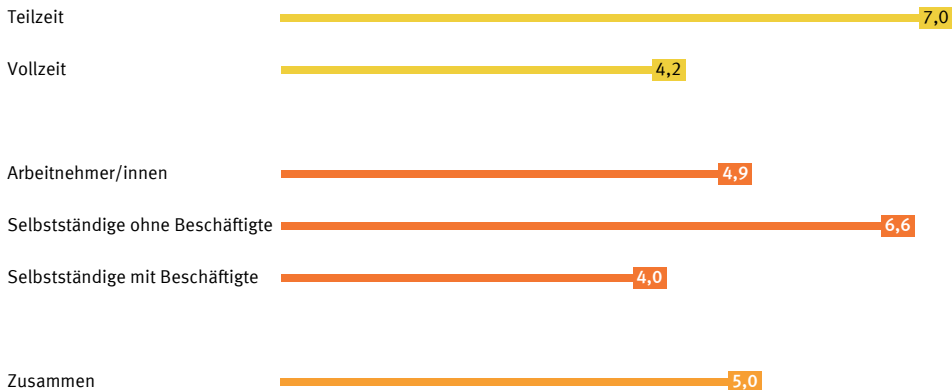 Teilzeit 7,0
Vollzeit 4,2
Arbeitnehmer/innen 4,9
Selbstständige ohne Beschäftigte 6,6
Selbstständige mit Beschäftigte 4,0
Zusammen 5,0